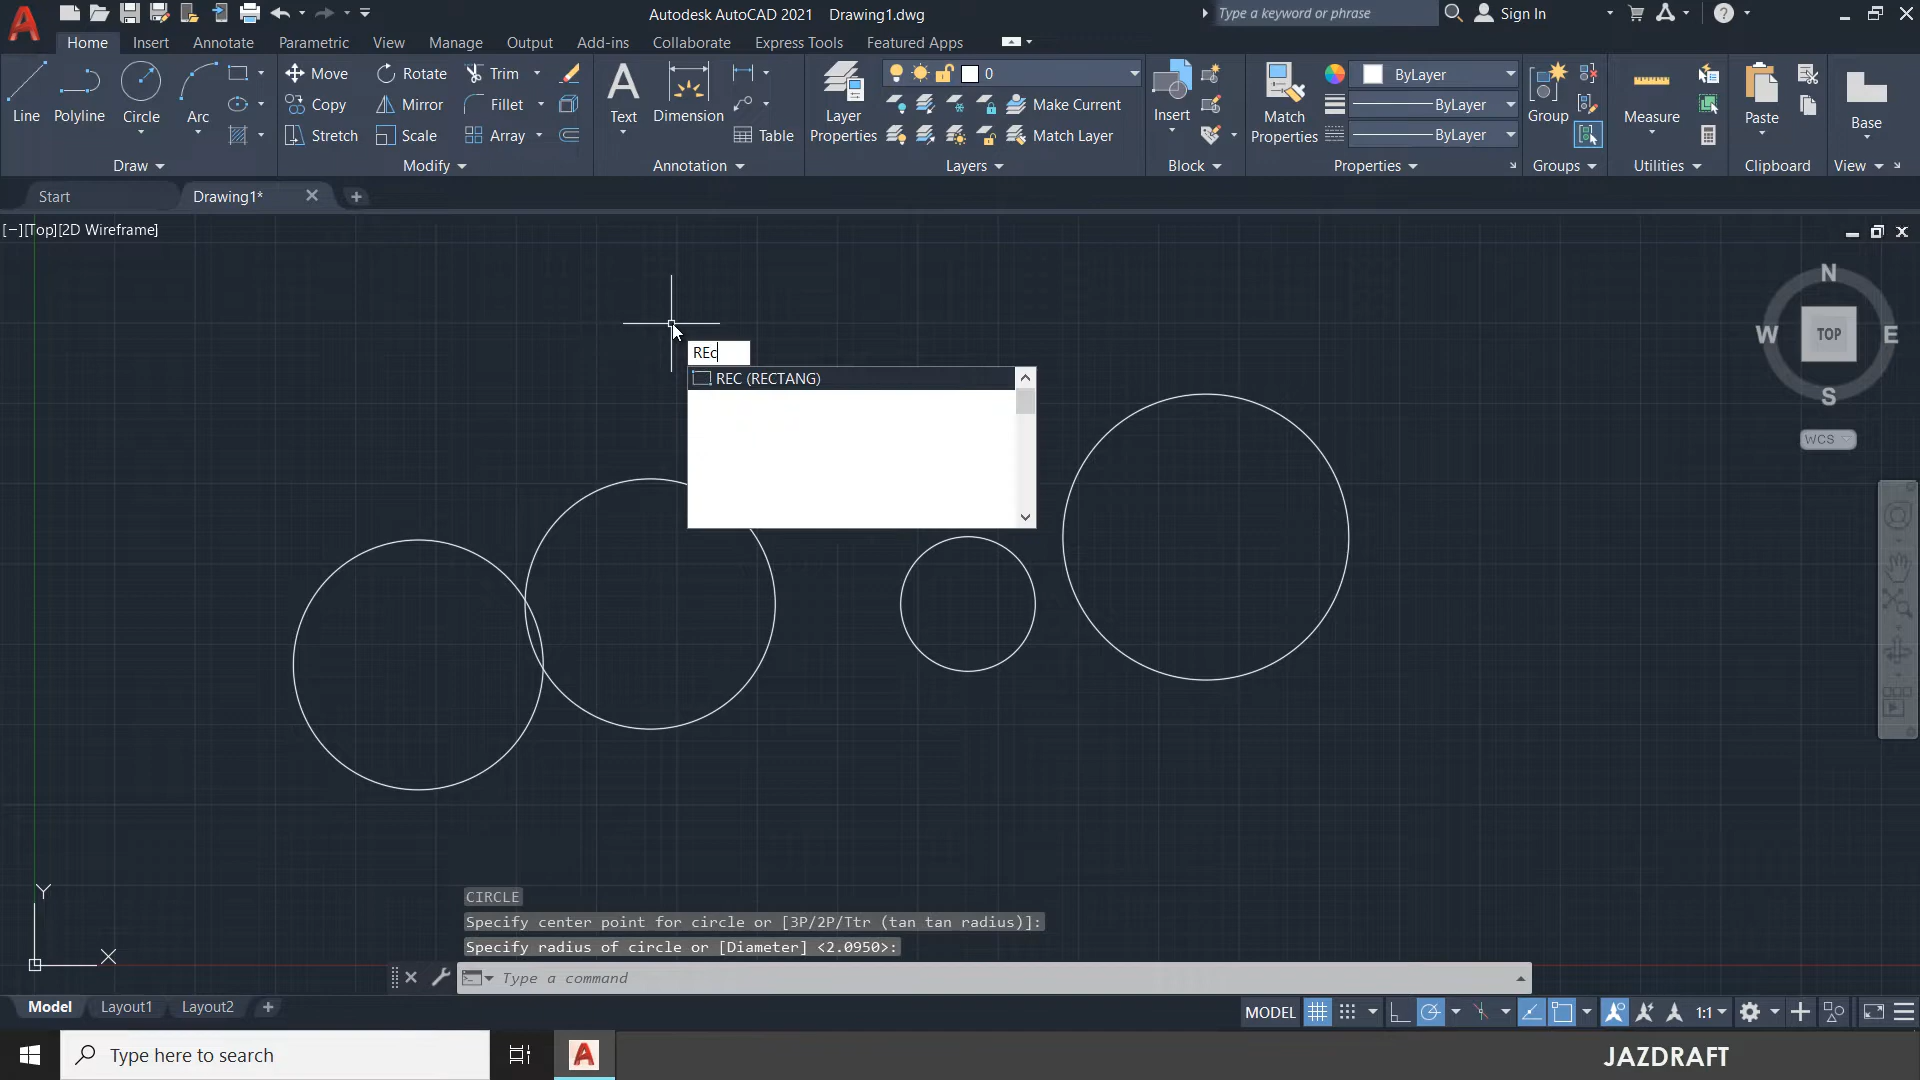 Autodesk AutoCAD 2021 Drawing1.dwg
Type a keyword or phrase
Sign In
Home Insert Annotate Parametric View Manage Output Add-ins Collaborate Express Tools Featured Apps
Line
Polyline
Circle
Arc
Move
Rotate
Trim
Copy
Mirror
Fillet
Stretch
Scale
Array
Text
Dimension
Table
Layer
Properties
0
Make Current
Match Layer
Insert
Match
Properties
ByLayer
ByLayer
ByLayer
Group
Measure
Paste
Base
Draw
Modify
Annotation
Layers
Block
Properties
Groups
Utilities
Clipboard
View
Start
Drawing1*
[−][Top][2D Wireframe]
N
W
TOP
E
S
WCS
REc
REC (RECTANG)
Y
X
CIRCLE
Specify center point for circle or [3P/2P/Ttr (tan tan radius)]:
Specify radius of circle or [Diameter] <2.0950>:
Type a command
Model
Layout1
Layout2
MODEL
1:1
Type here to search
JAZDRAFT